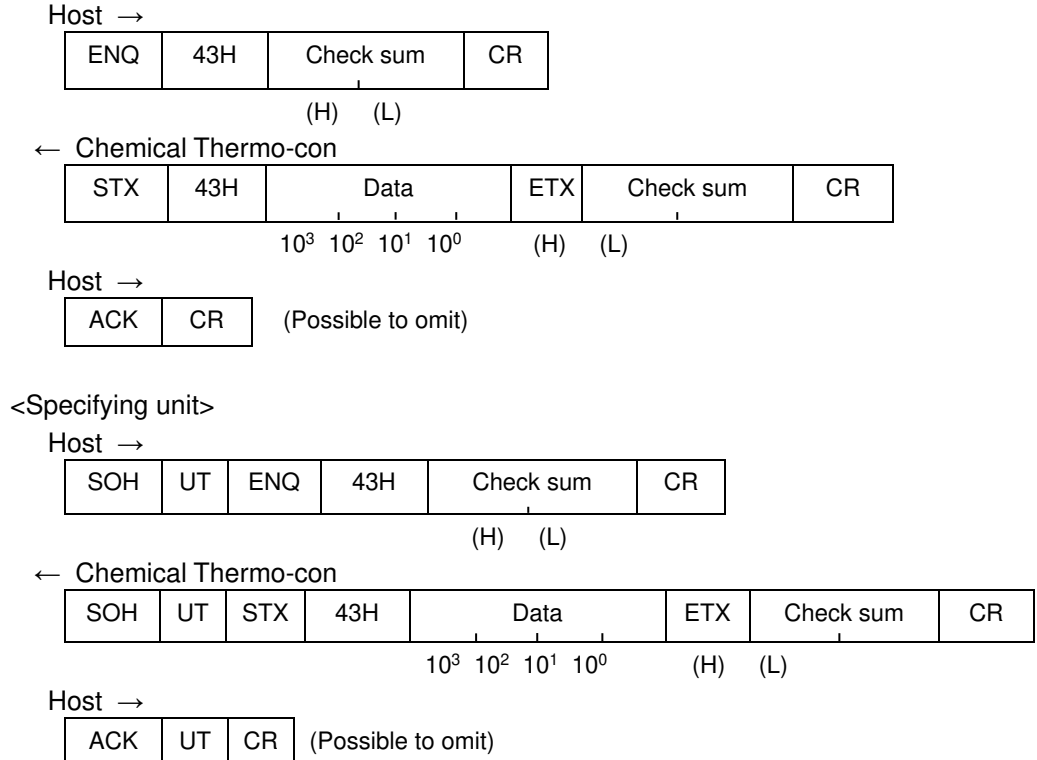 Host →
ENQ 43H Check sum CR
(H) (L)
← Chemical Thermo-con
STX 43H Data ETX Check sum CR
10³ 10² 10¹ 10⁰ (H) (L)
Host →
ACK CR (Possible to omit)
<Specifying unit>
Host →
SOH UT ENQ 43H Check sum CR
(H) (L)
← Chemical Thermo-con
SOH UT STX 43H Data ETX Check sum CR
10³ 10² 10¹ 10⁰ (H) (L)
Host →
ACK UT CR (Possible to omit)